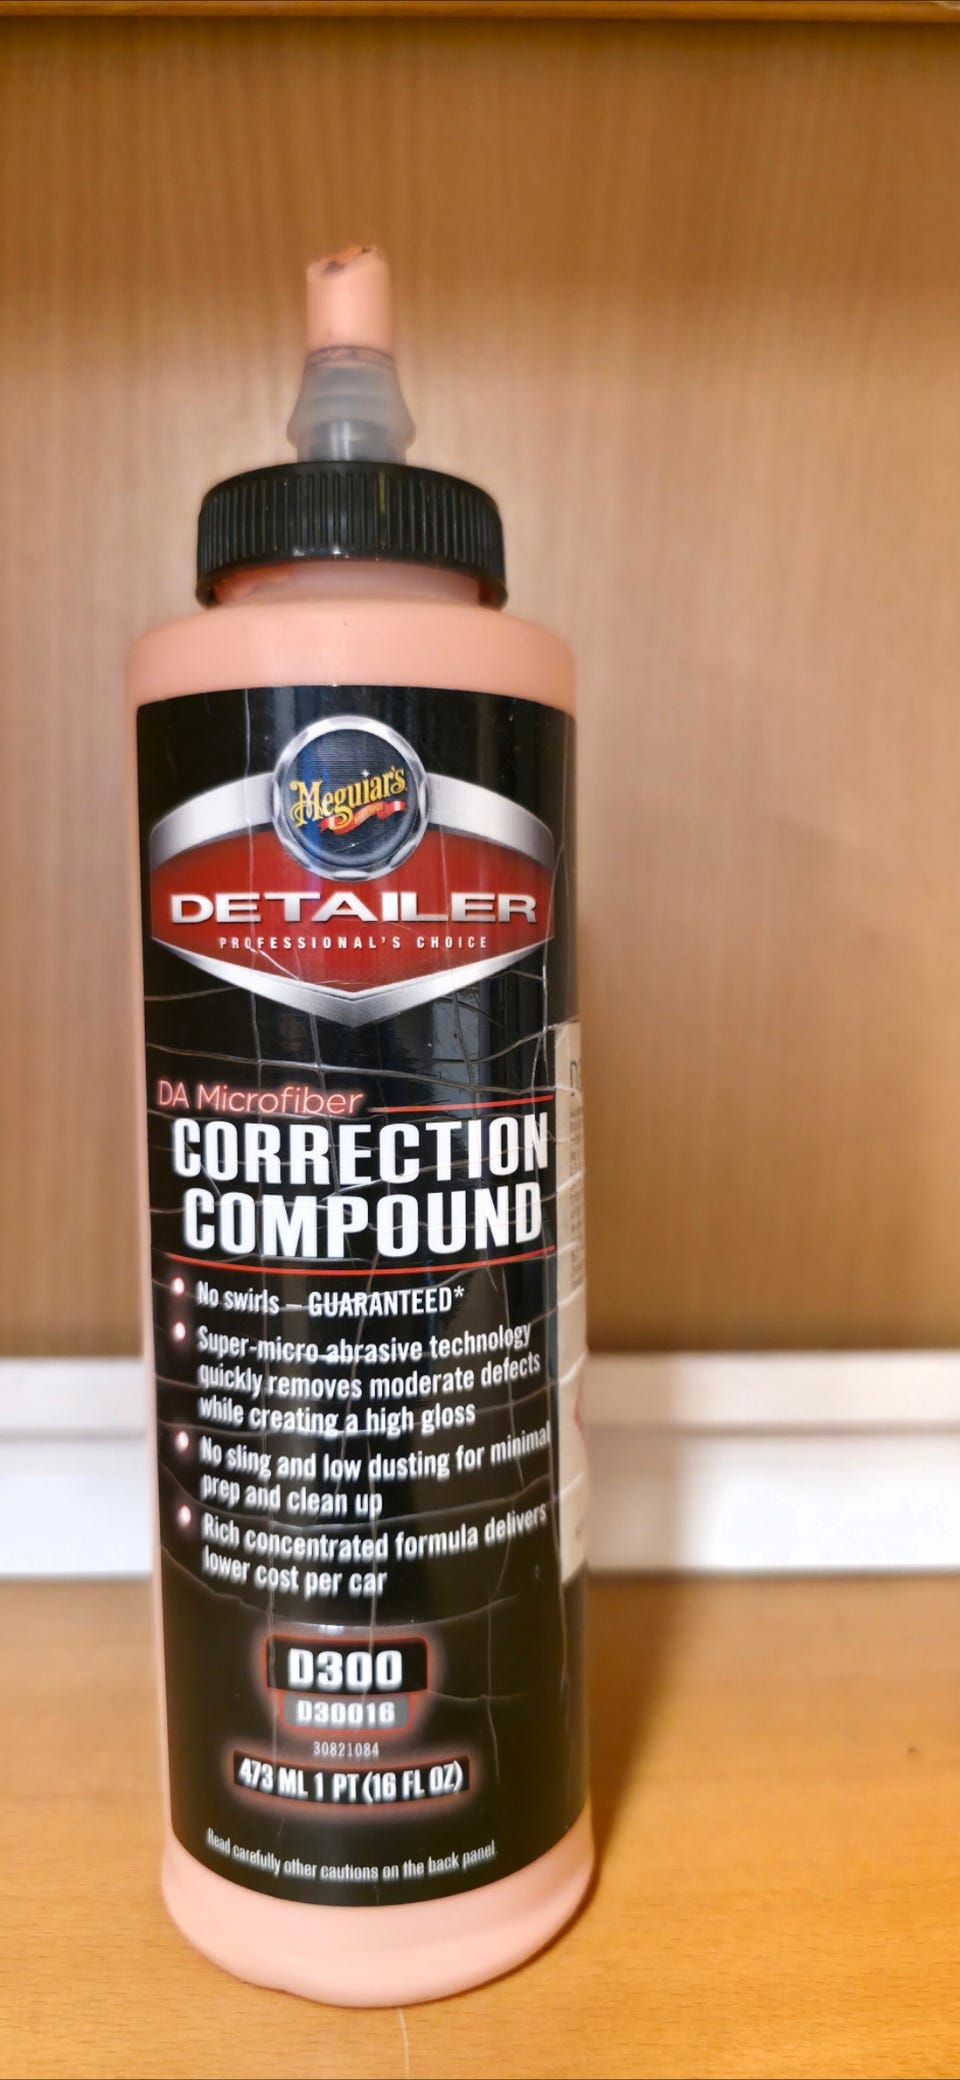 Meguiar's
DETAILER
PROFESSIONAL'S CHOICE
DA Microfiber
CORRECTION
COMPOUND
No swirls – GUARANTEED*
Super-micro abrasive technology
quickly removes moderate defects
while creating a high gloss
No sling and low dusting for minimal
prep and clean up
Rich concentrated formula delivers
lower cost per car
D300
D30016
30821084
473 ML 1 PT (16 FL OZ)
Read carefully other cautions on the back panel